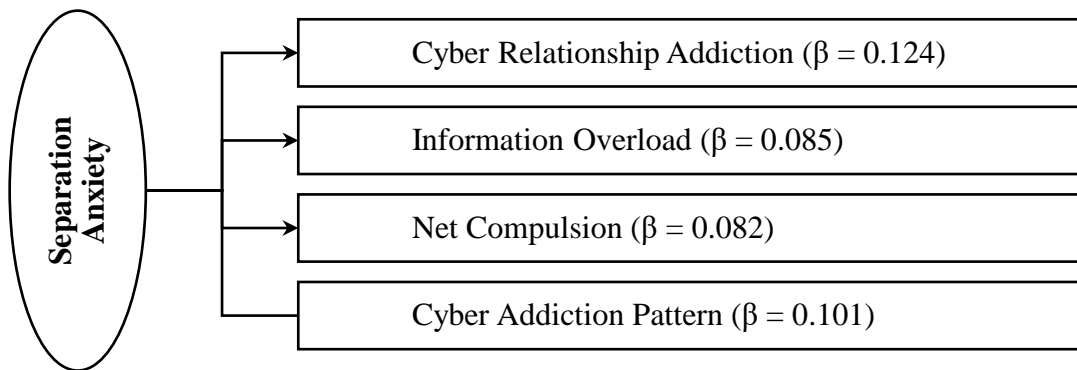 Separation
Anxiety
Cyber Relationship Addiction (β = 0.124)
Information Overload (β = 0.085)
Net Compulsion (β = 0.082)
Cyber Addiction Pattern (β = 0.101)